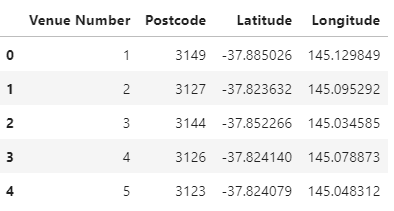 Venue Number Postcode Latitude Longitude
0 1 3149 -37.885026 145.129849
1 2 3127 -37.823632 145.095292
2 3 3144 -37.852266 145.034585
3 4 3126 -37.824140 145.078873
4 5 3123 -37.824079 145.048312